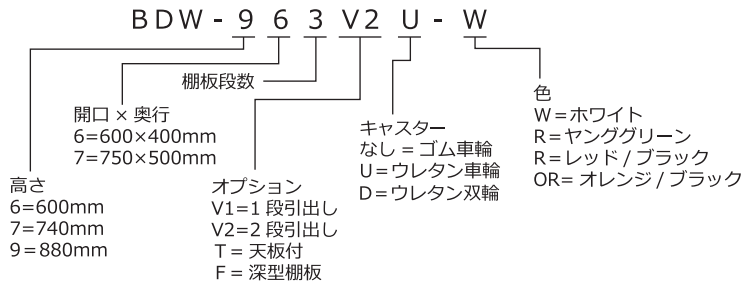 BDW-963V2U-W
棚板段数
開口×奥行
6=600×400mm
7=750×500mm
高さ
6=600mm
7=740mm
9=880mm
オプション
V1=1段引出し
V2=2段引出し
T=天板付
F=深型棚板
キャスター
なし=ゴム車輪
U=ウレタン車輪
D=ウレタン双輪
色
W=ホワイト
R=ヤンググリーン
R=レッド/ブラック
OR=オレンジ/ブラック